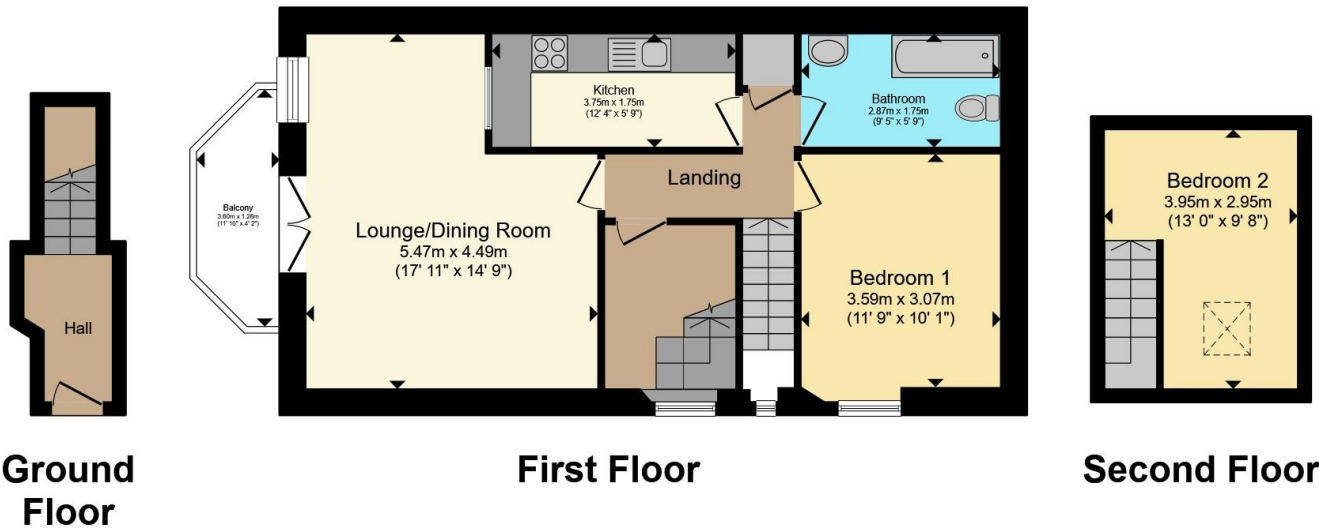 Kitchen
3.75m x 1.75m
(12' 4" x 5' 9")
Bathroom
2.87m x 1.75m
(9' 5" x 5' 9")
Landing
Balcony
3.60m x 1.26m
(11' 10" x 4' 2")
Lounge/Dining Room
5.47m x 4.49m
(17' 11" x 14' 9")
Bedroom 1
3.59m x 3.07m
(11' 9" x 10' 1")
Bedroom 2
3.95m x 2.95m
(13' 0" x 9' 8")
Hall
Ground
Floor
First Floor
Second Floor